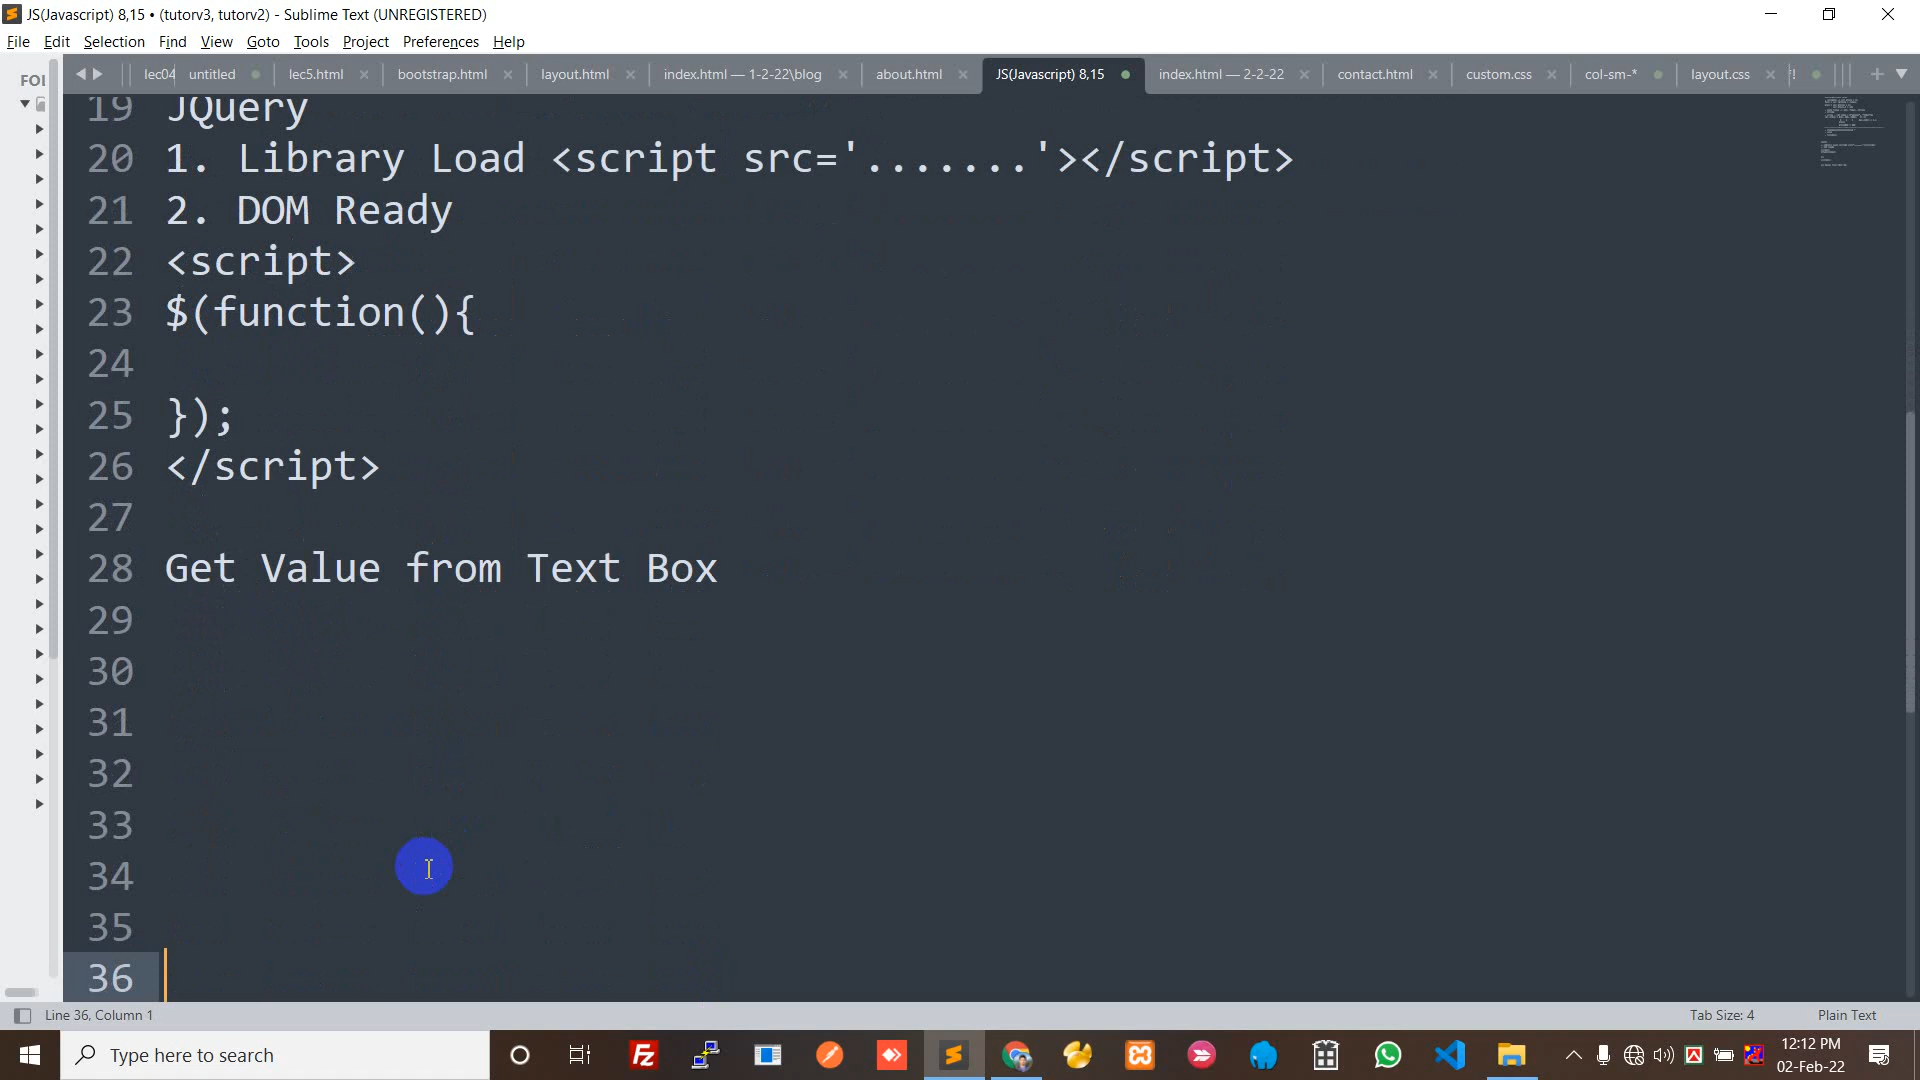 JS(Javascript) 8,15 • (tutorv3, tutorv2) - Sublime Text (UNREGISTERED)
File Edit Selection Find View Goto Tools Project Preferences Help
FOI
lec04 untitled lec5.html bootstrap.html layout.html index.html — 1-2-22\blog about.html JS(Javascript) 8,15 index.html — 2-2-22 contact.html custom.css col-sm-* layout.css
19 JQuery
20 1. Library Load <script src='.......'></script>
21 2. DOM Ready
22 <script>
23 $(function(){
24
25 });
26 </script>
27
28 Get Value from Text Box
29
30
31
32
33
34
35
36
Line 36, Column 1 Tab Size: 4 Plain Text
Type here to search
12:12 PM
02-Feb-22